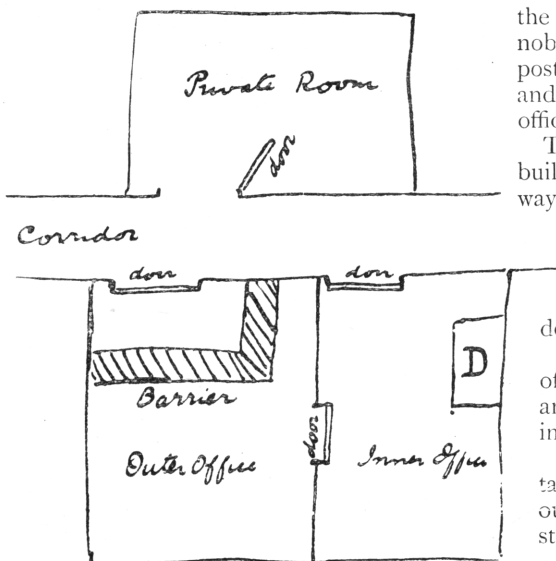 the
nob
post
and
offic
T
buil
way
Private Room
door
Corridor
door
door
D
Barrier
door
Outer Office
Inner Office
de
of
an
in
ta
ou
st